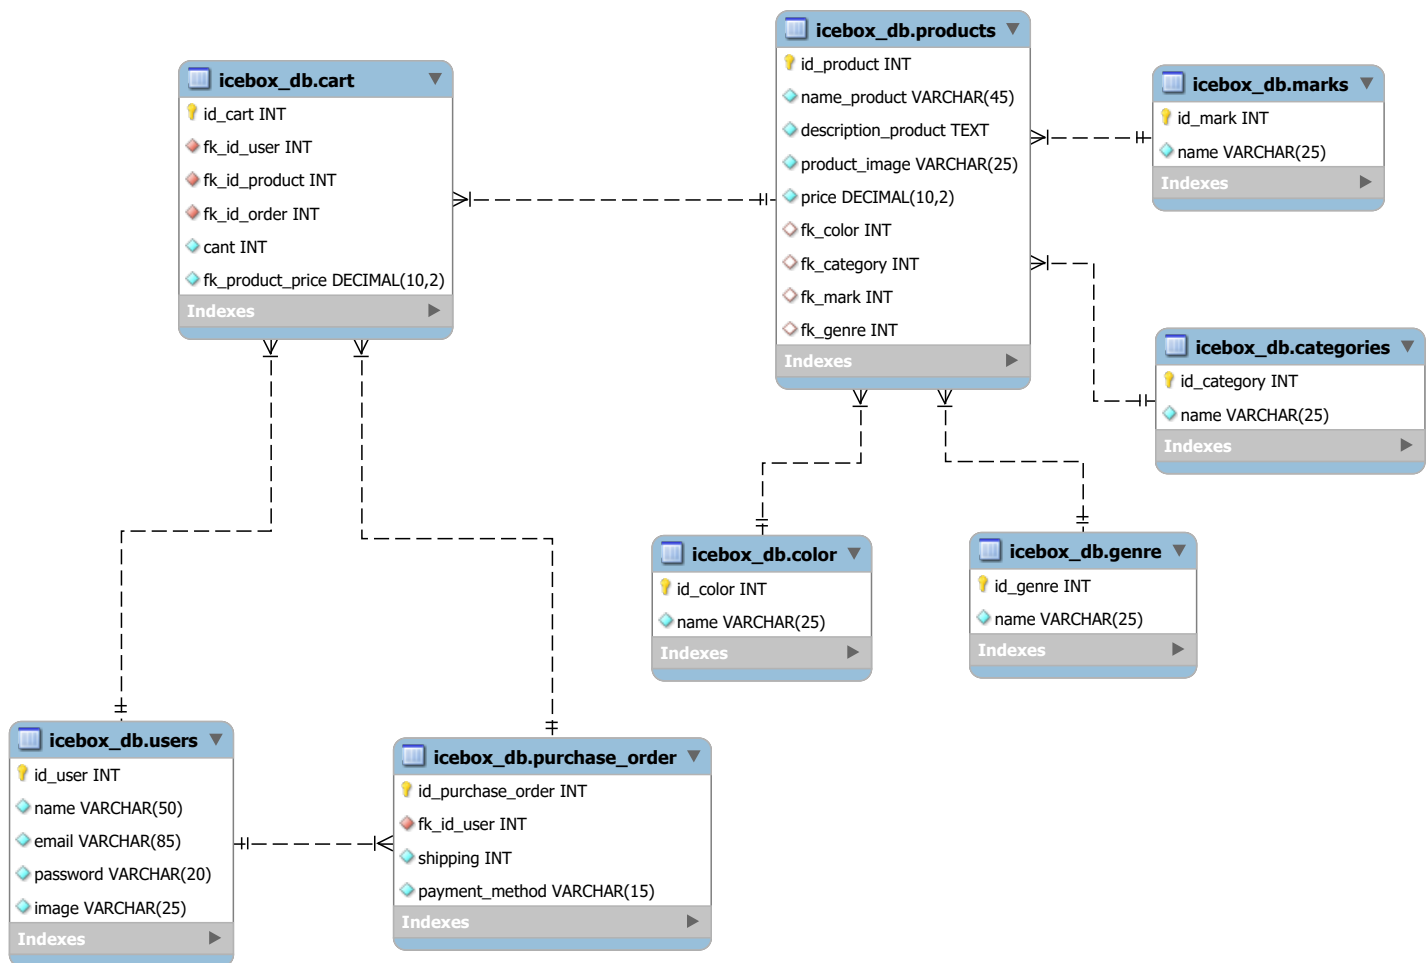 icebox_db.cart
id_cart INT
fk_id_user INT
fk_id_product INT
fk_id_order INT
cant INT
fk_product_price DECIMAL(10,2)
Indexes
icebox_db.products
id_product INT
name_product VARCHAR(45)
description_product TEXT
product_image VARCHAR(25)
price DECIMAL(10,2)
fk_color INT
fk_category INT
fk_mark INT
fk_genre INT
Indexes
icebox_db.marks
id_mark INT
name VARCHAR(25)
Indexes
icebox_db.categories
id_category INT
name VARCHAR(25)
Indexes
icebox_db.color
id_color INT
name VARCHAR(25)
Indexes
icebox_db.genre
id_genre INT
name VARCHAR(25)
Indexes
icebox_db.users
id_user INT
name VARCHAR(50)
email VARCHAR(85)
password VARCHAR(20)
image VARCHAR(25)
Indexes
icebox_db.purchase_order
id_purchase_order INT
fk_id_user INT
shipping INT
payment_method VARCHAR(15)
Indexes